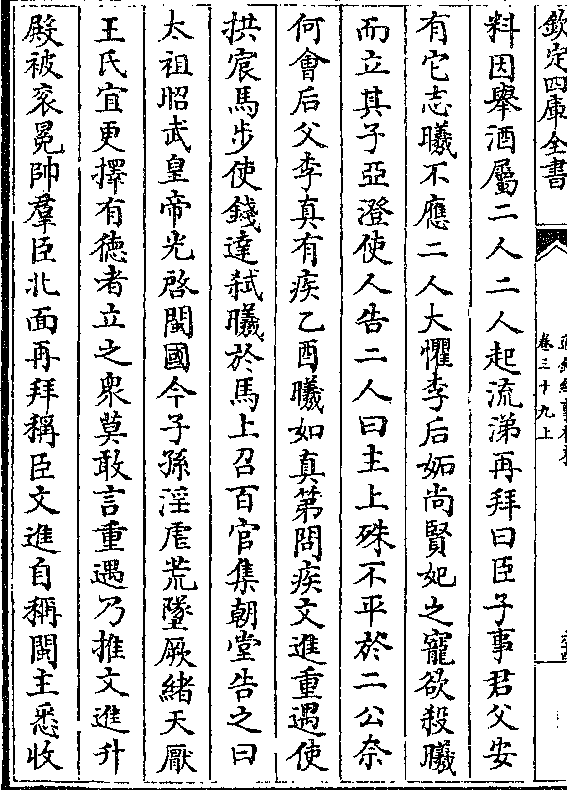 欽定四庫全書
卷三十九上
料因舉酒屬二人二人起流涕再拜曰臣子事君父安
有它志曦不應二人大懼李后妬尚賢妃之寵欲殺曦
而立其子亞澄使人告二人曰主上殊不平於二公奈
何會后父李真有疾乙酉曦如真第問疾文進重遇使
拱宸馬步使錢達弑曦於馬上召百官集朝堂告之曰
太祖昭武皇帝光啓閩國今子孫淫虐荒墜厥緒天厭
王氏宜更擇有德者立之衆莫敢言重遇乃推文進升
殿被衮冕帥羣臣北面再拜稱臣文進自稱閩主悉收